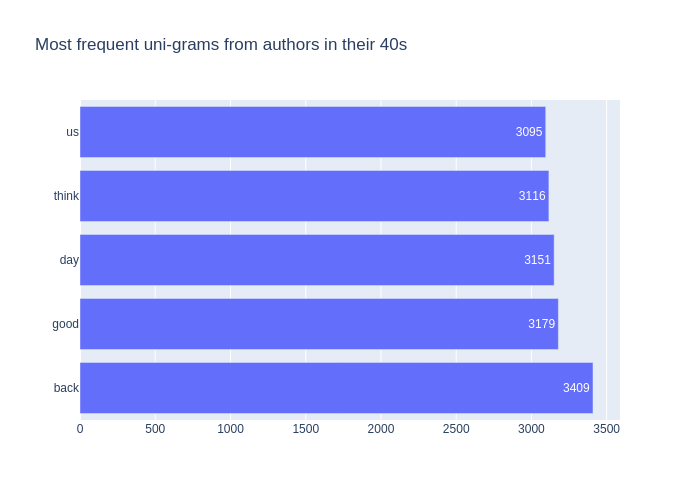 Most frequent uni-grams from authors in their 40s
us 3095
think 3116
day 3151
good 3179
back 3409
0 500 1000 1500 2000 2500 3000 3500